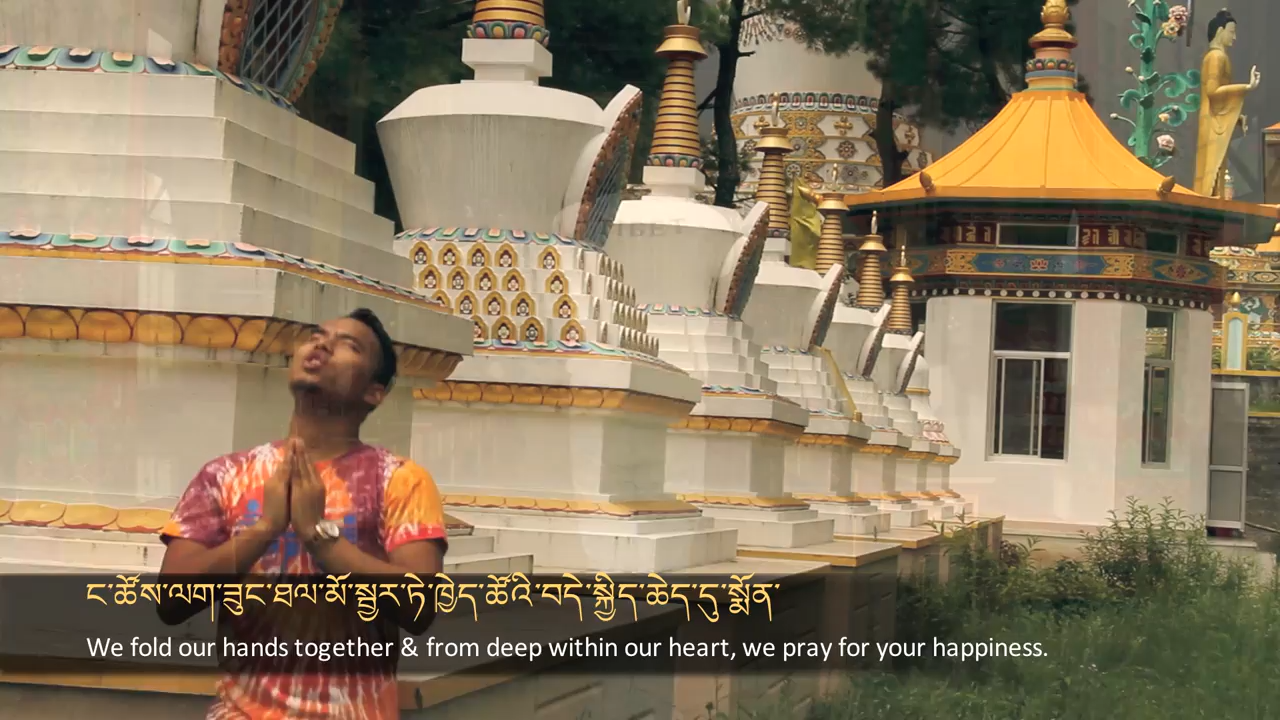 ང་ཚོས་ལག་ཟུང་ཐལ་མོ་སྦྱར་ཏེ་ཁྱེད་ཚོའི་བདེ་སྐྱིད་ཆེད་དུ་སྨོན་
We fold our hands together & from deep within our heart, we pray for your happiness.